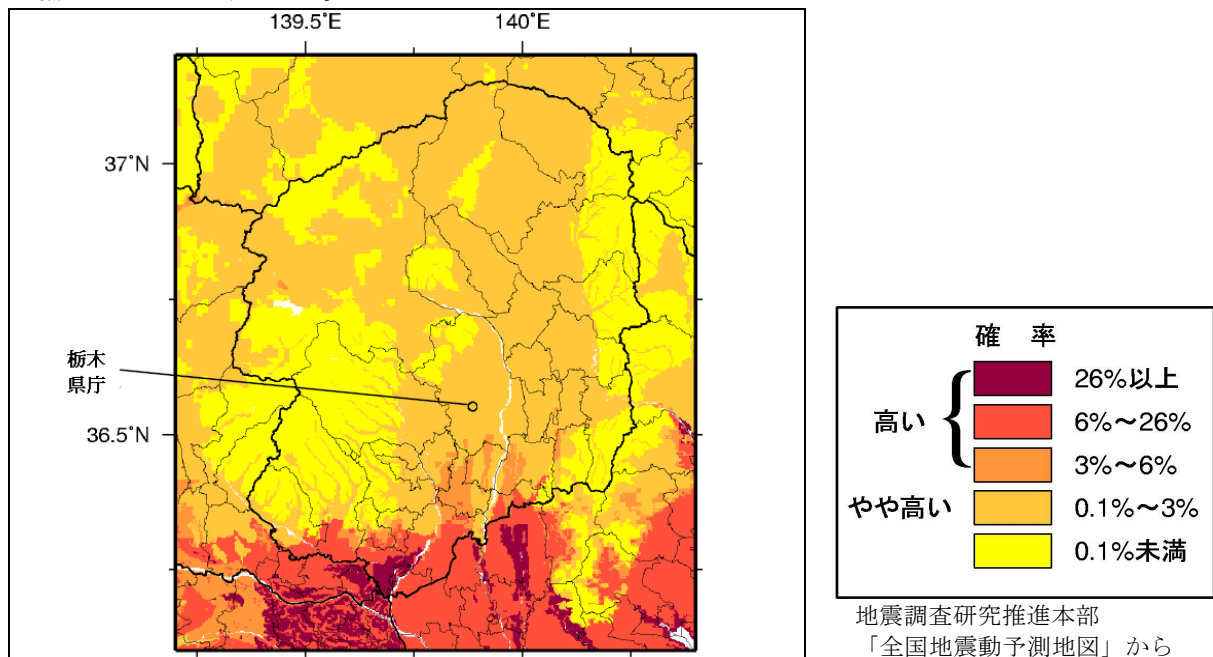 139.5°E 140°E
37°N
36.5°N
栃木
県庁
確 率
高い
やや高い
26%以上
6%～26%
3%～6%
0.1%～3%
0.1%未満
地震調査研究推進本部
「全国地震動予測地図」から